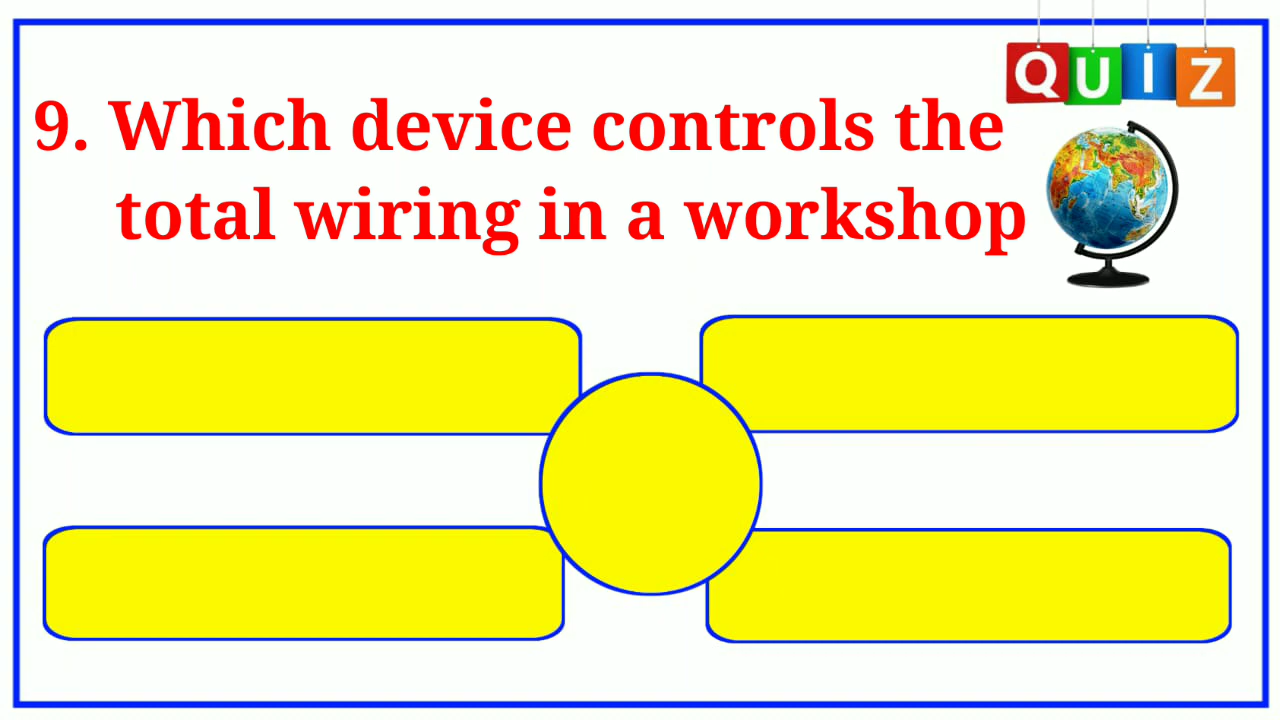 QUIZ
9. Which device controls the
total wiring in a workshop